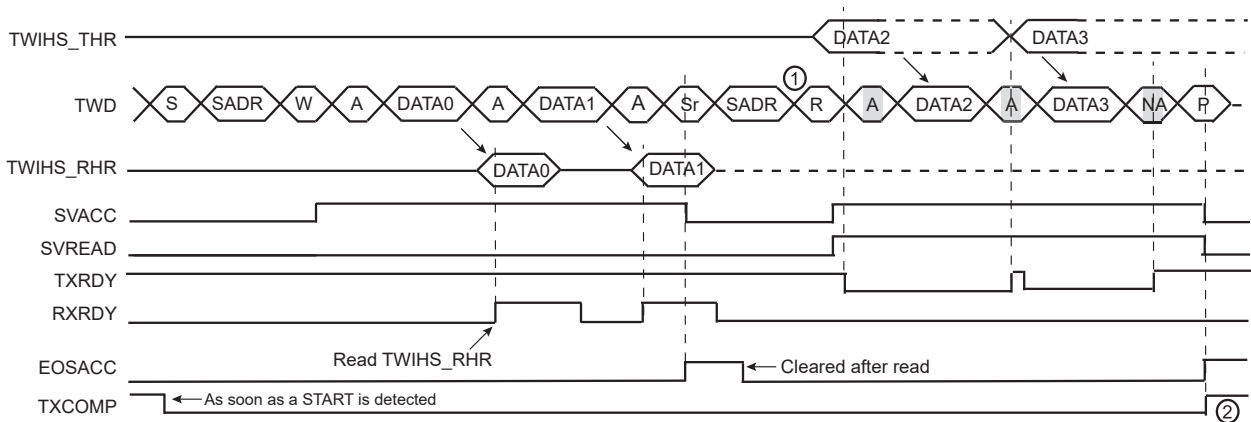 TWIHS_THR DATA2 DATA3
①
TWD S SADR W A DATA0 A DATA1 A Sr SADR R A DATA2 A DATA3 NA P
TWIHS_RHR DATA0 DATA1
SVACC
SVREAD
TXRDY
RXRDY
Read TWIHS_RHR
EOSACC Cleared after read
TXCOMP As soon as a START is detected ②